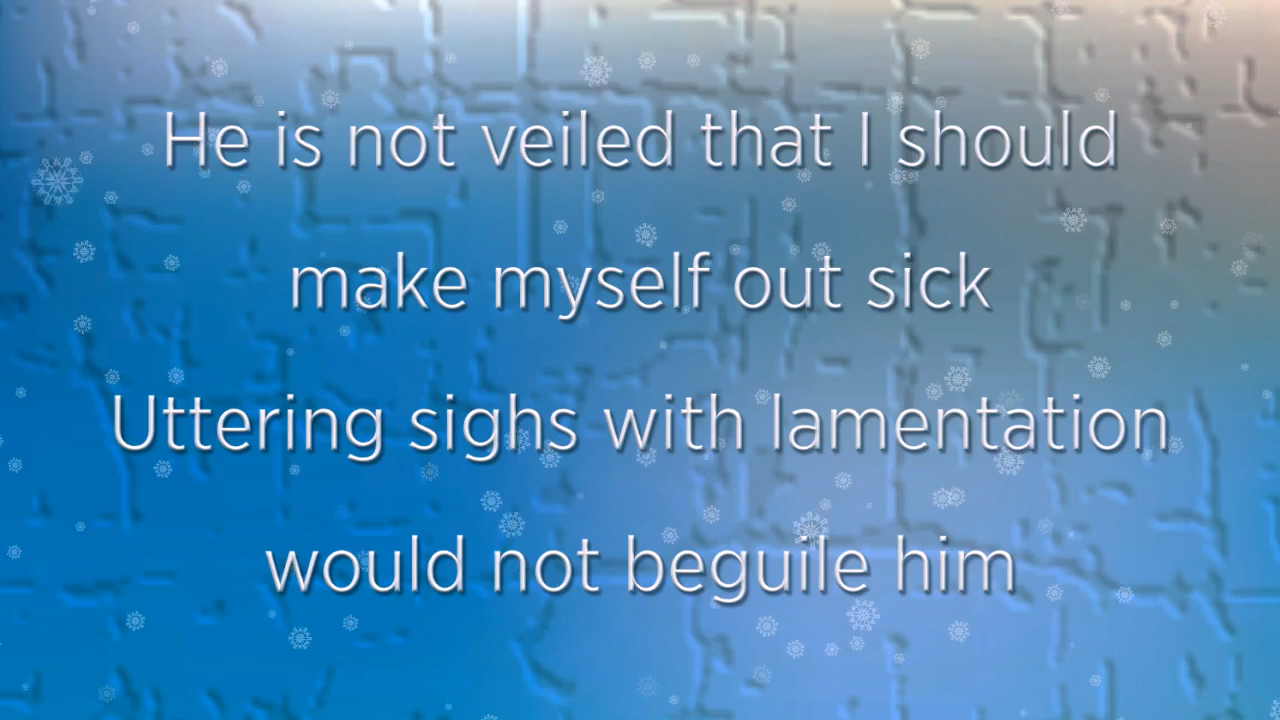 He is not veiled that I should
make myself out sick
Uttering sighs with lamentation
would not beguile him